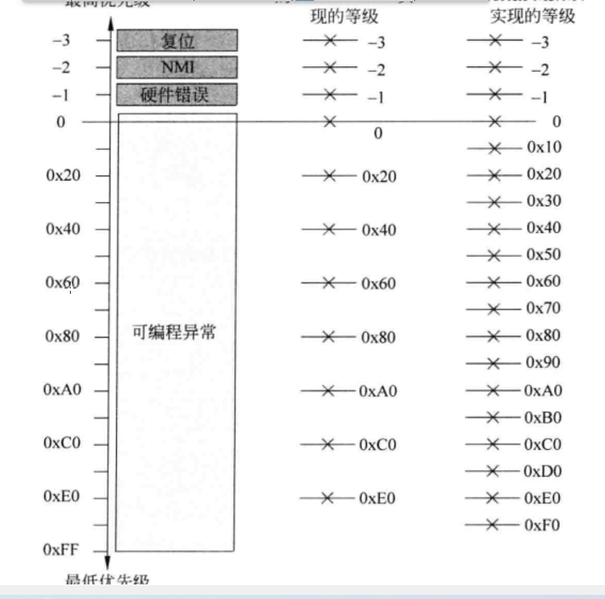 最高优先级
现的等级
实现的等级
-3 复位 -3 -3
-2 NMI -2 -2
-1 硬件错误 -1 -1
0 0 0
0x10
0x20 0x20 0x20
0x30
0x40 0x40 0x40
0x50
0x60 0x60 0x60
0x70
0x80 可编程异常 0x80 0x80
0x90
0xA0 0xA0 0xA0
0xB0
0xC0 0xC0 0xC0
0xD0
0xE0 0xE0 0xE0
0xF0
0xFF
最低优先级